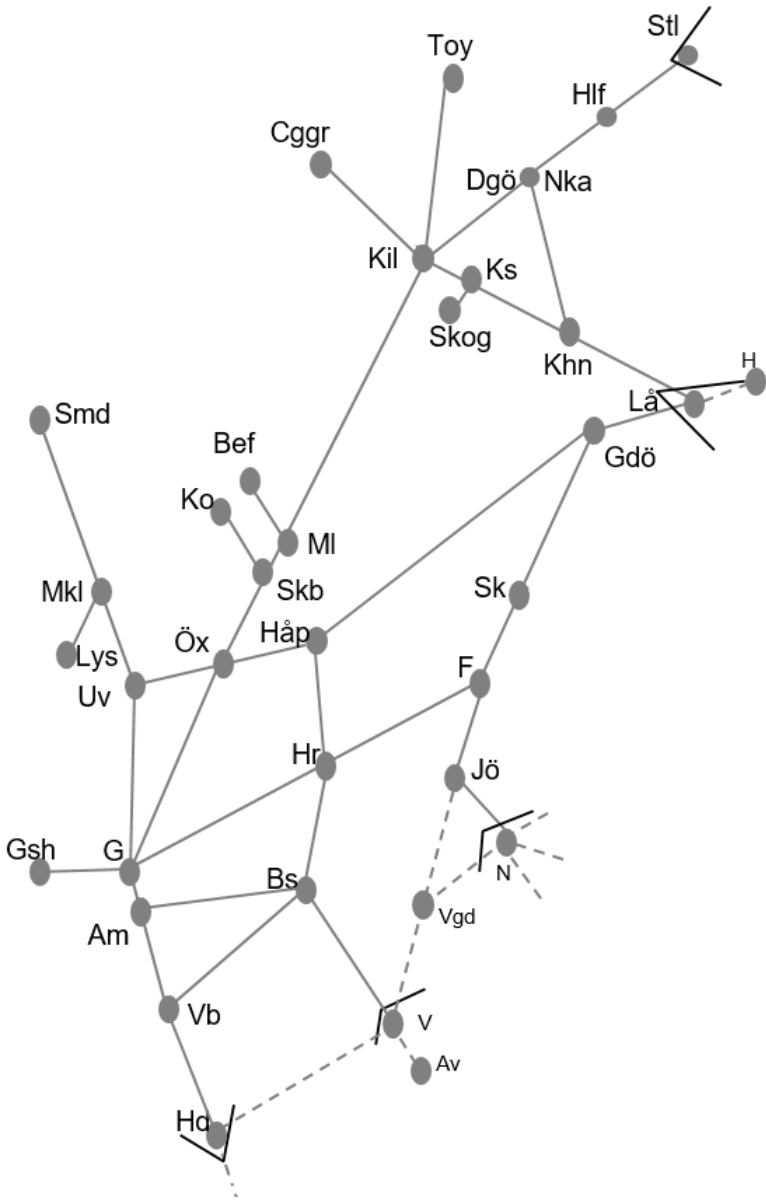 Stl
Toy
Hlf
Cggr
Dgö
Nka
Kil
Ks
Skog
Khn
H
Lå
Smd
Gdö
Bef
Ko
Ml
Mkl
Skb
Sk
Öx
Håp
Lys
F
Uv
Hr
Jö
Gsh
G
N
Bs
Am
Vgd
Vb
V
Av
Hd